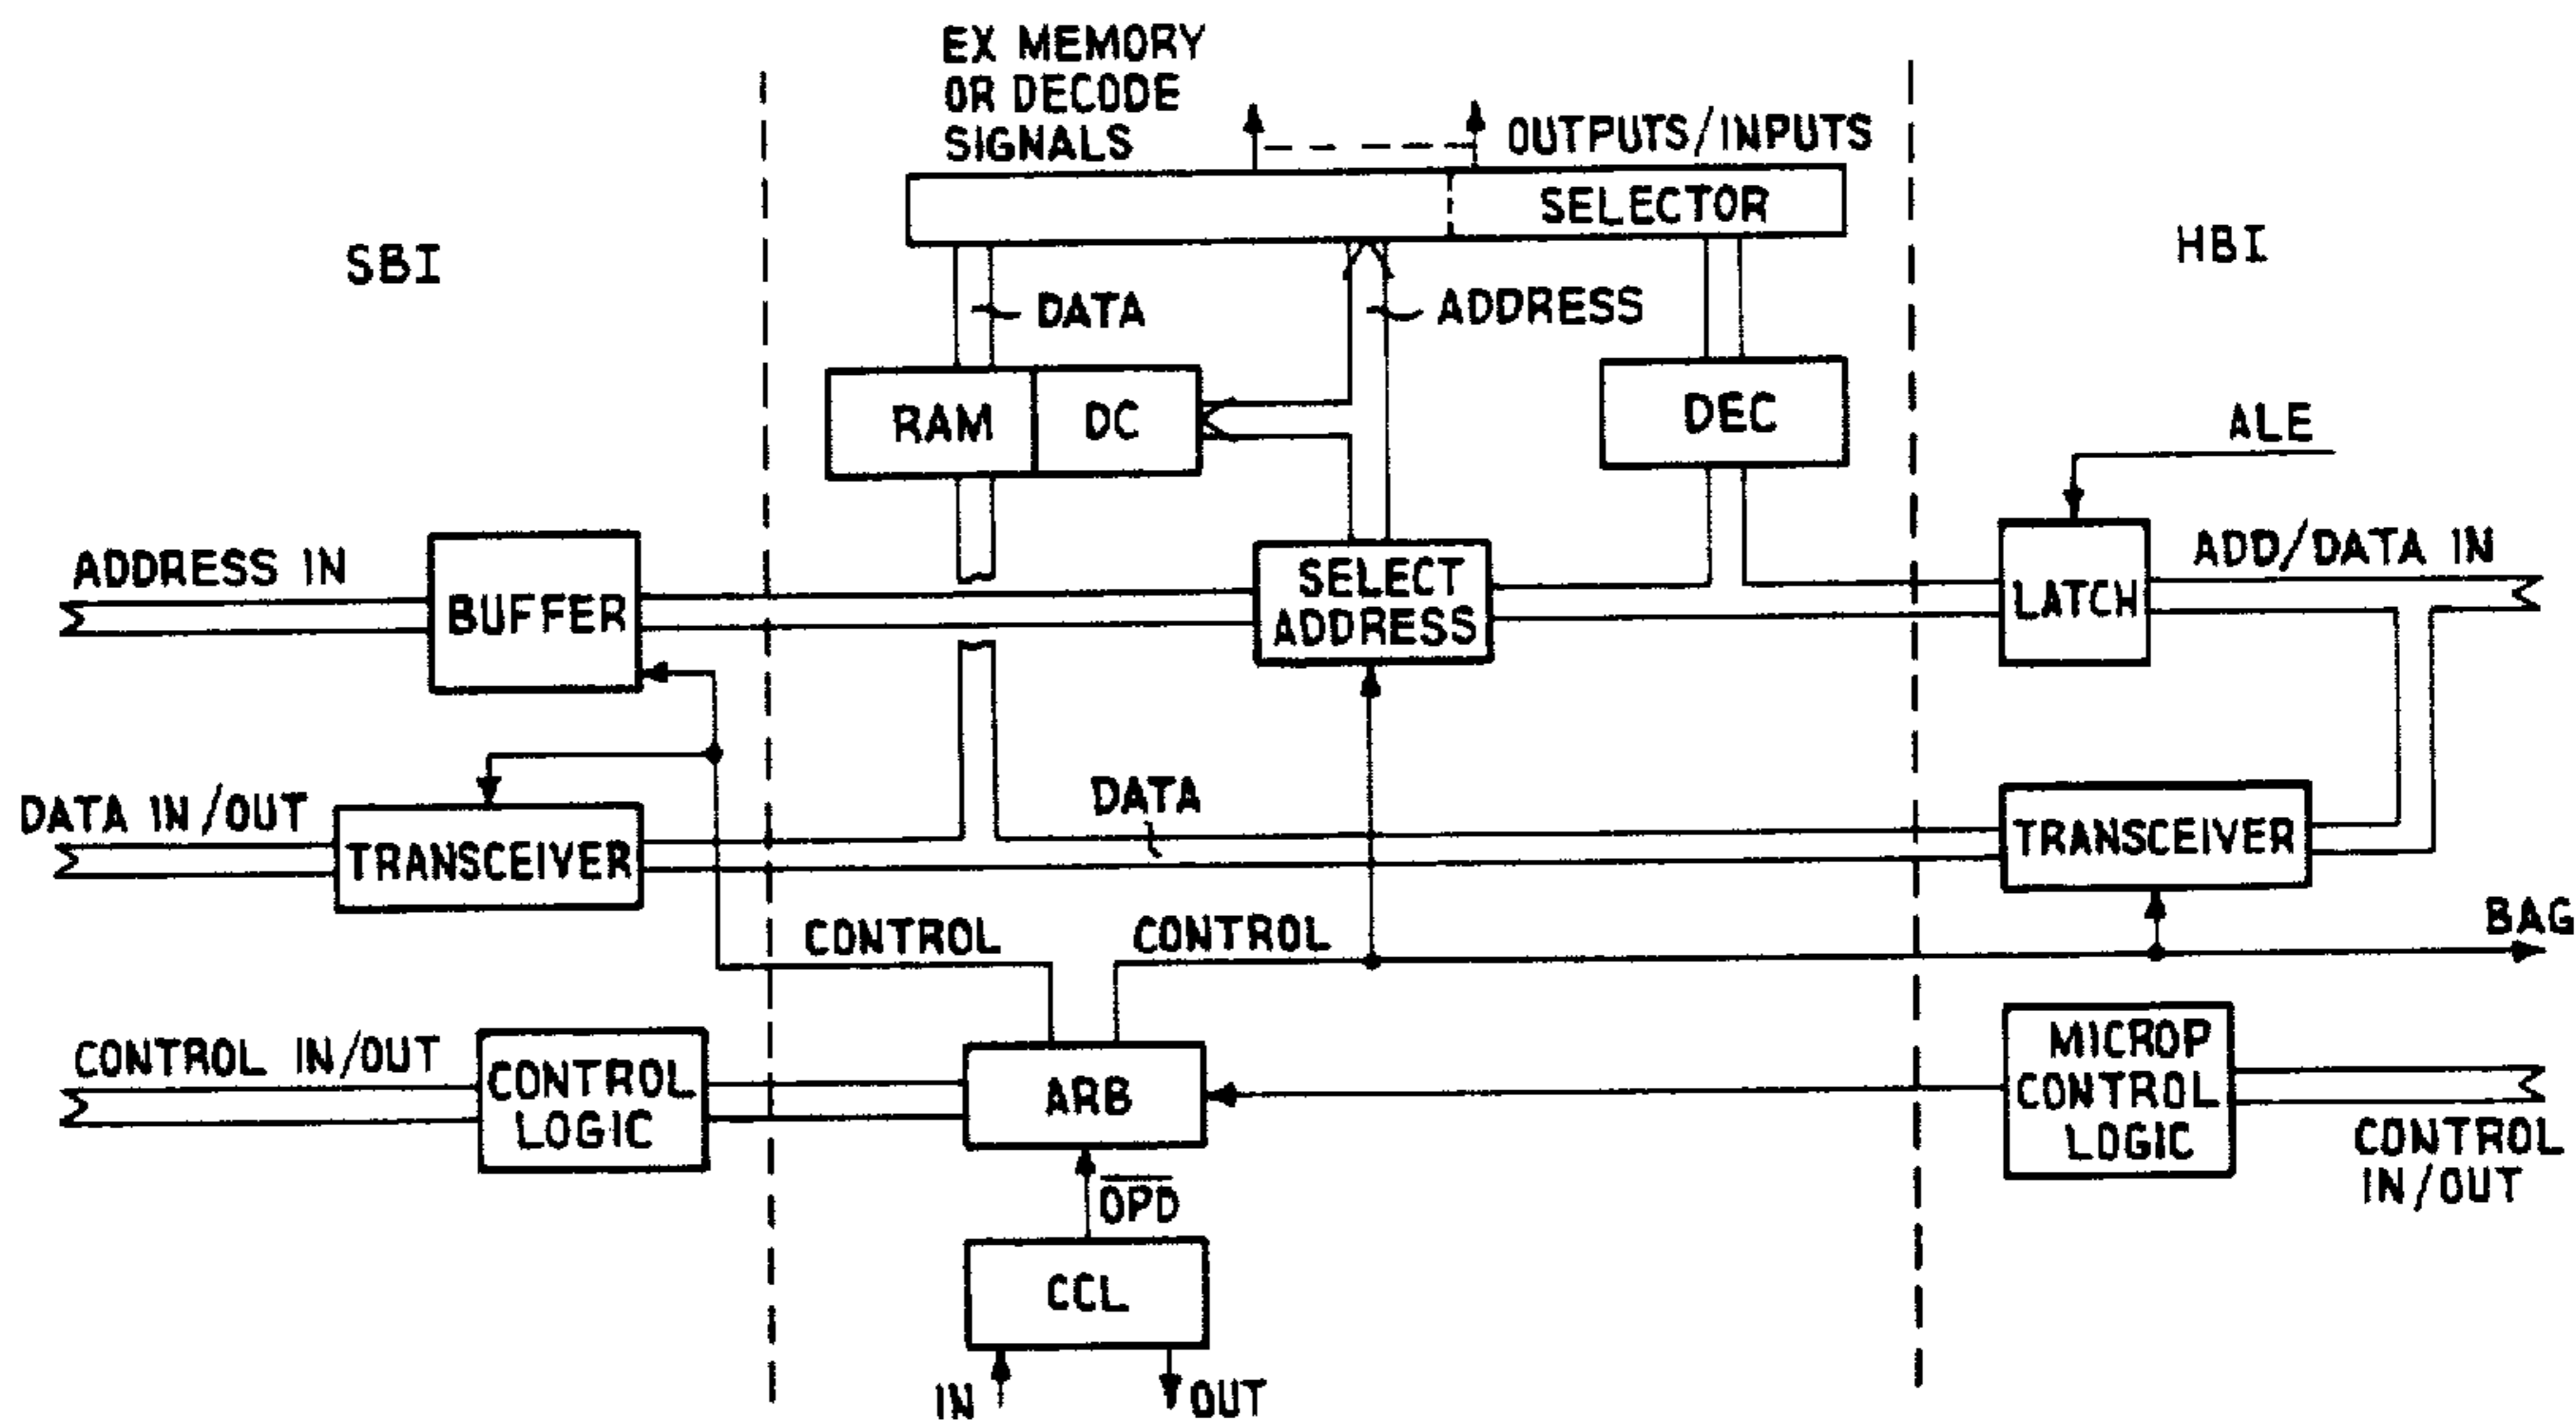 EX MEMORY
OR DECODE
SIGNALS
OUTPUTS/INPUTS
SELECTOR
SBI
HBI
DATA
ADDRESS
RAM
DC
DEC
ALE
ADDRESS IN
BUFFER
SELECT
ADDRESS
LATCH
ADD/DATA IN
DATA IN/OUT
TRANSCEIVER
DATA
TRANSCEIVER
CONTROL
CONTROL
BAG
CONTROL IN/OUT
CONTROL
LOGIC
ARB
MICROP
CONTROL
LOGIC
CONTROL
IN/OUT
O̅P̅D̅
CCL
IN
OUT